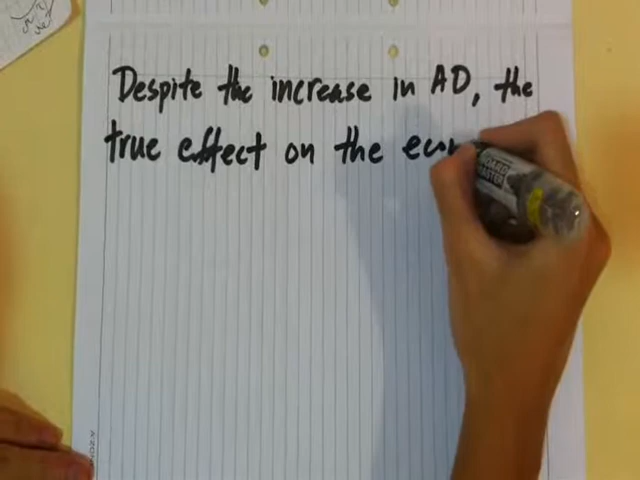 Despite the increase in AD, the
true effect on the